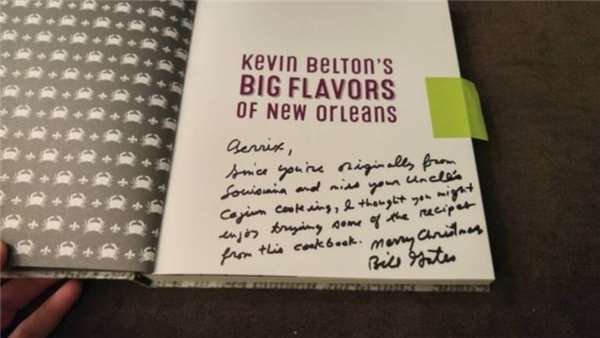 Kevin Belton's
BIG FLAVORS
OF New Orleans
Aerrix,
Since you're originally from
Louisiana and miss your Uncle's
Cajun cooking, I thought you might
enjoy trying some of the recipes
from this cookbook. Merry Christmas
Bill Gates